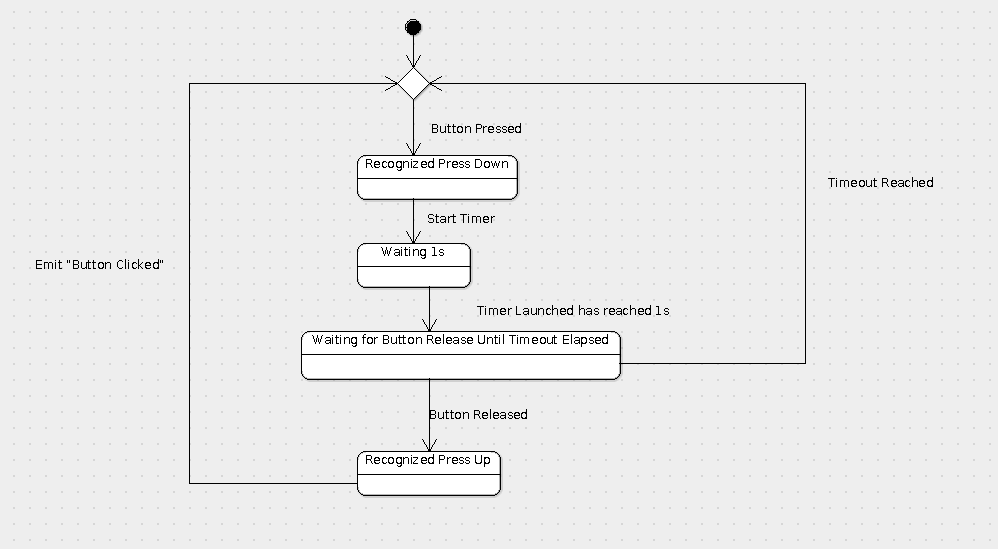 Button Pressed
Recognized Press Down
Timeout Reached
Start Timer
Waiting 1s
Emit "Button Clicked"
Timer Launched has reached 1s
Waiting for Button Release Until Timeout Elapsed
Button Released
Recognized Press Up